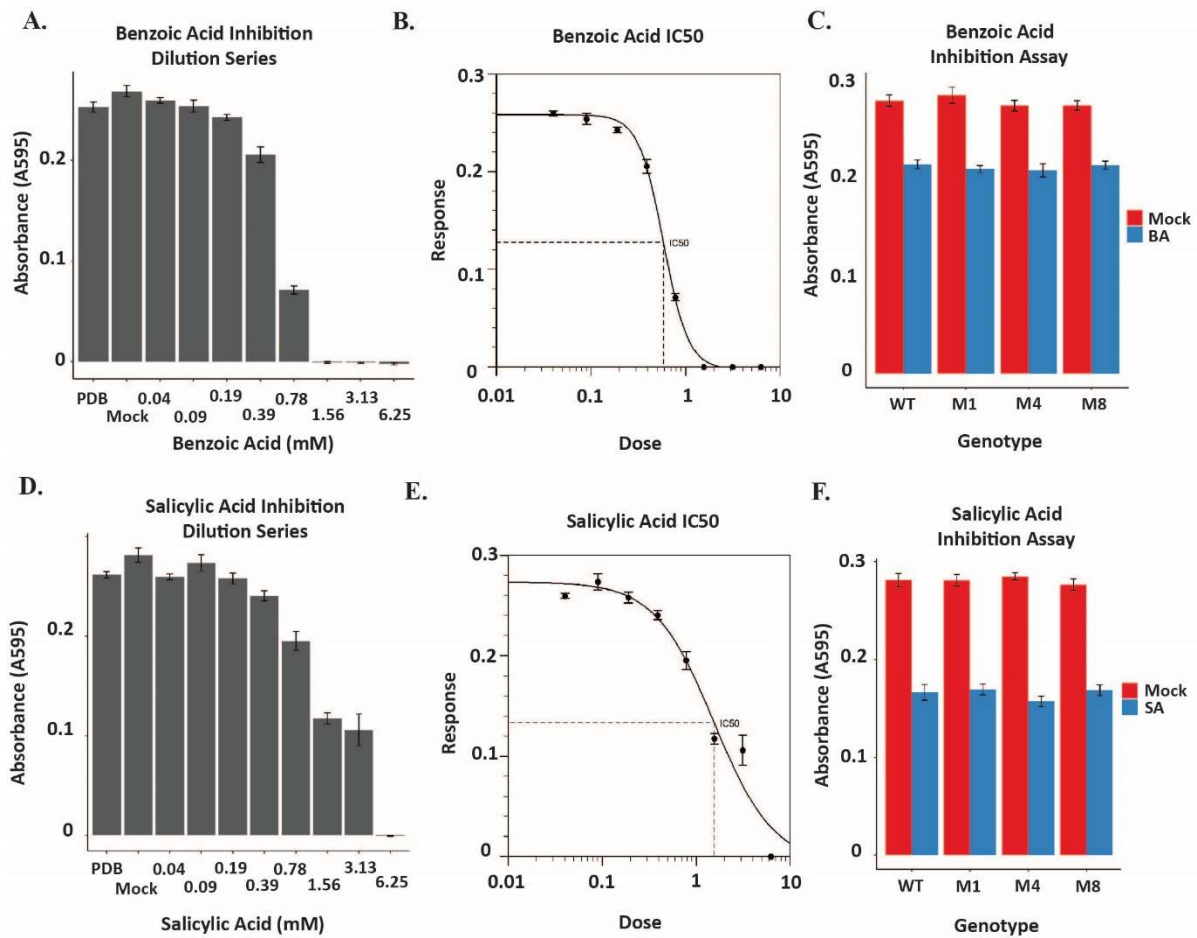 A.
Benzoic Acid Inhibition
Dilution Series
Absorbance (A595)
0.2
0.1
0
PDB
Mock
0.04
0.09
0.19
0.39
0.78
1.56
3.13
6.25
Benzoic Acid (mM)
B.
Benzoic Acid IC50
Response
0.3
0.2
0.1
0
IC50
0.01
0.1
1
10
Dose
C.
Benzoic Acid
Inhibition Assay
Absorbance (A595)
0.3
0.2
0.1
0
WT
M1
M4
M8
Genotype
Mock
BA
D.
Salicylic Acid Inhibition
Dilution Series
Absorbance (A595)
0.2
0.1
0
PDB
Mock
0.04
0.09
0.19
0.39
0.78
1.56
3.13
6.25
Salicylic Acid (mM)
E.
Salicylic Acid IC50
Response
0.3
0.2
0.1
0
IC50
0.01
0.1
1
10
Dose
F.
Salicylic Acid
Inhibition Assay
Absorbance (A595)
0.3
0.2
0.1
0
WT
M1
M4
M8
Genotype
Mock
SA